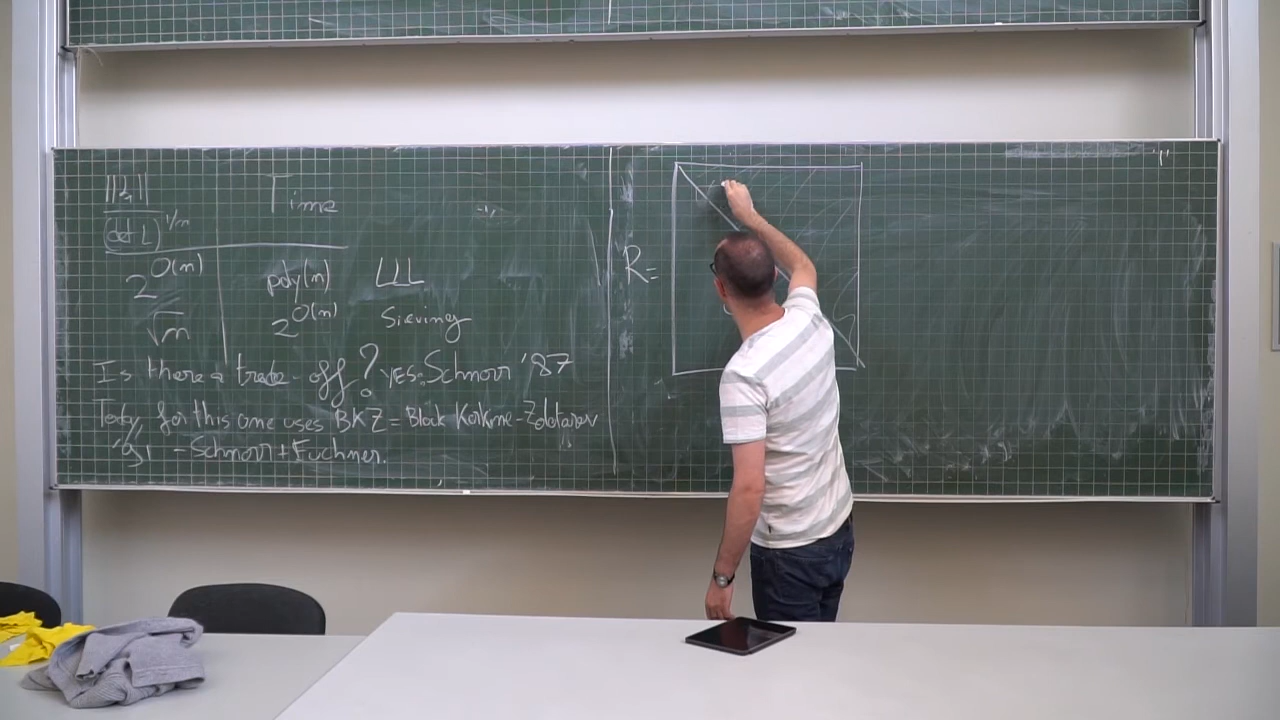 ||b₁|| Time
(det L)^1/n
2^O(n) poly(n) LLL
√n 2^O(n) Sieving
Is there a trade-off? YES: Schnorr '87
Today, for this one uses BKZ = Block Korkine-Zolotarev
'91 - Schnorr + Euchner.
R=